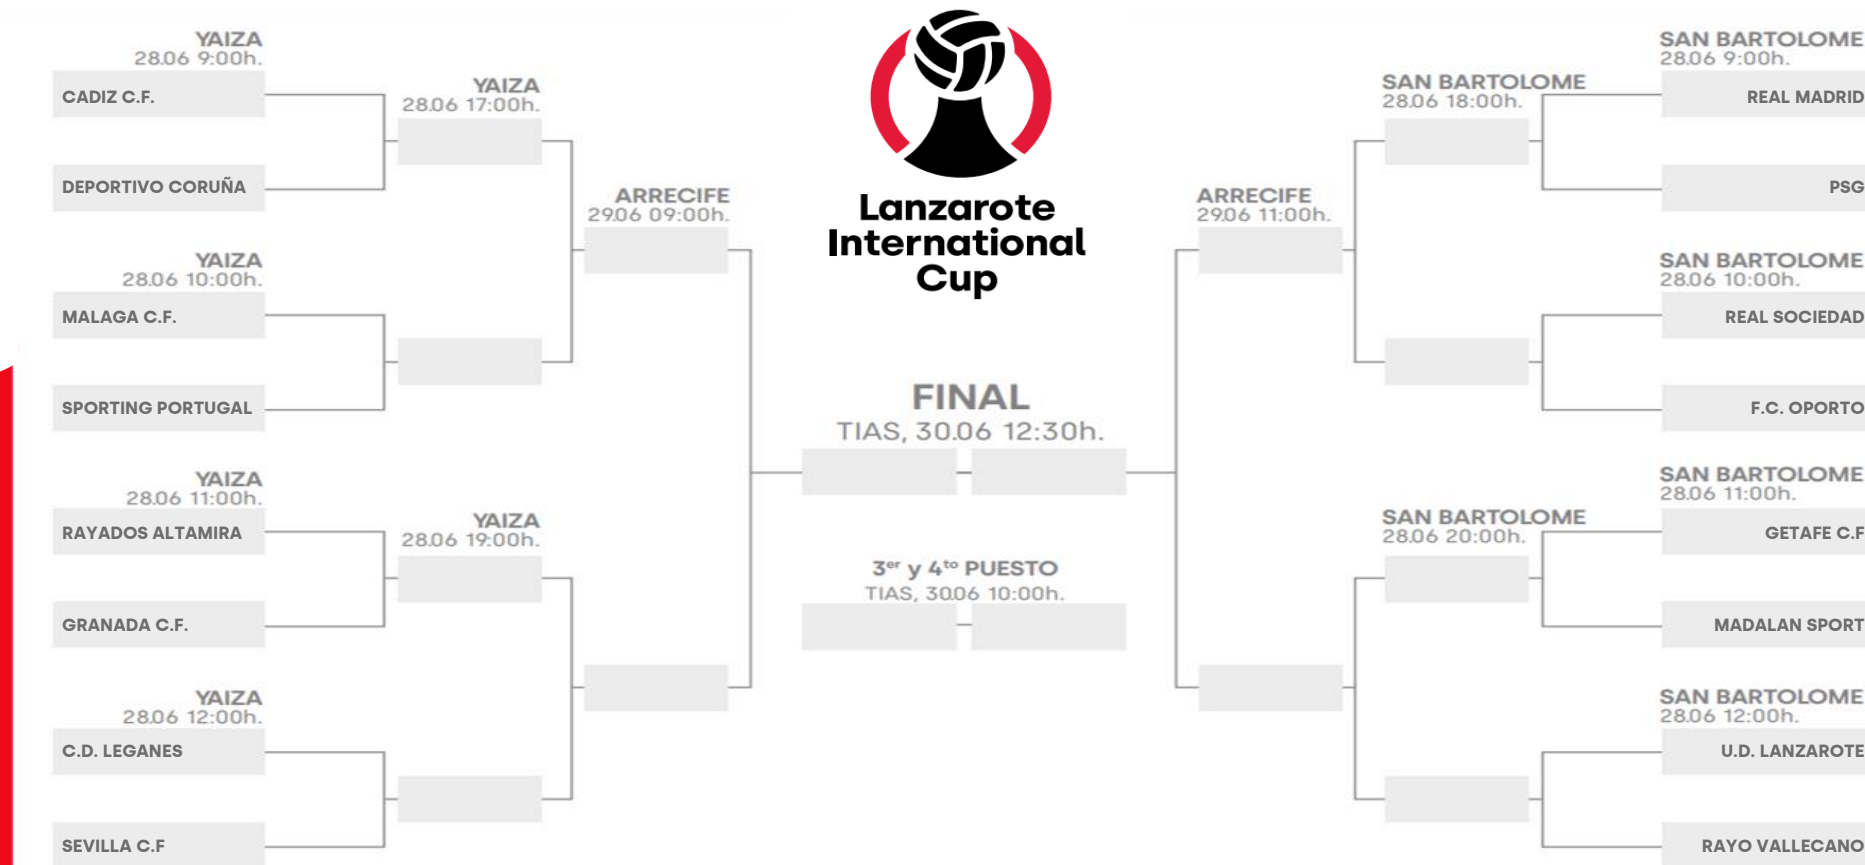 YAIZA
28.06 9:00h.
CADIZ C.F.
DEPORTIVO CORUÑA
YAIZA
28.06 10:00h.
MALAGA C.F.
SPORTING PORTUGAL
YAIZA
28.06 11:00h.
RAYADOS ALTAMIRA
GRANADA C.F.
YAIZA
28.06 12:00h.
C.D. LEGANES
SEVILLA C.F
YAIZA
28.06 17:00h.
YAIZA
28.06 19:00h.
ARRECIFE
29.06 09:00h.
Lanzarote
International
Cup
FINAL
TIAS, 30.06 12:30h.
3er y 4to PUESTO
TIAS, 30.06 10:00h.
ARRECIFE
29.06 11:00h.
SAN BARTOLOME
28.06 18:00h.
SAN BARTOLOME
28.06 20:00h.
SAN BARTOLOME
28.06 9:00h.
REAL MADRID
PSG
SAN BARTOLOME
28.06 10:00h.
REAL SOCIEDAD
F.C. OPORTO
SAN BARTOLOME
28.06 11:00h.
GETAFE C.F
MADALAN SPORT
SAN BARTOLOME
28.06 12:00h.
U.D. LANZAROTE
RAYO VALLECANO